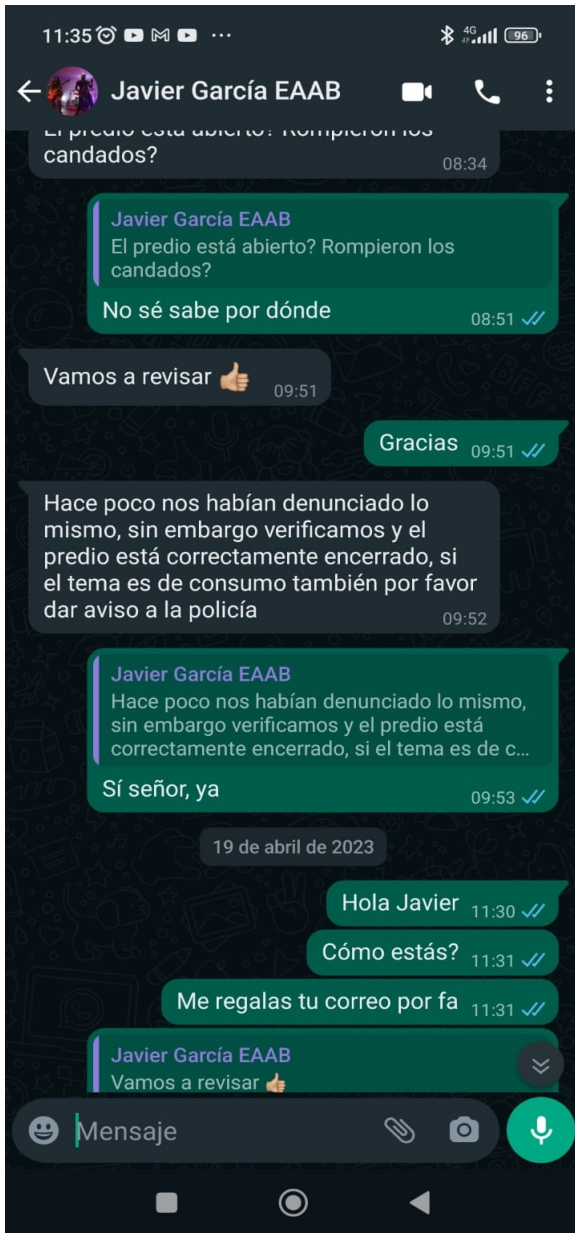 11:35
4G
96
Javier García EAAB
El predio está abierto? Rompieron los
candados?
08:34
Javier García EAAB
El predio está abierto? Rompieron los
candados?
No sé sabe por dónde
08:51
Vamos a revisar 👍🏼
09:51
Gracias 09:51
Hace poco nos habían denunciado lo
mismo, sin embargo verificamos y el
predio está correctamente encerrado, si
el tema es de consumo también por favor
dar aviso a la policía
09:52
Javier García EAAB
Hace poco nos habían denunciado lo mismo,
sin embargo verificamos y el predio está
correctamente encerrado, si el tema es de c...
Sí señor, ya
09:53
19 de abril de 2023
Hola Javier 11:30
Cómo estás? 11:31
Me regalas tu correo por fa 11:31
Javier García EAAB
Vamos a revisar 👍🏼
Mensaje